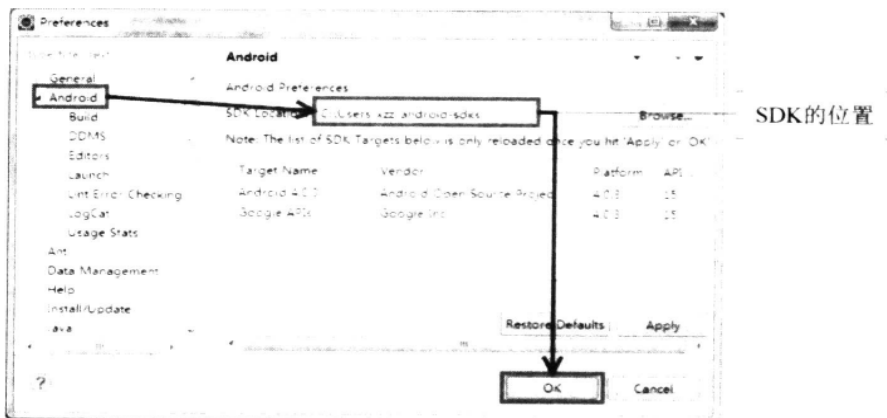 Preferences
General
Android
Build
DDMS
Editors
Launch
Lint Error Checking
LogCat
Usage Stats
Ant
Data Management
Help
Install/Update
Java
Android
Android Preferences
SDK Location C:\Users\xzz\android-sdks Browse...
Note: The list of SDK Targets below is only reloaded once you hit 'Apply' or 'OK'
Target Name Vendor Platform API
Android 4.0.3 Android Open Source Project 4.0.3 15
Google APIs Google Inc. 4.0.3 15
Restore Defaults Apply
?
OK Cancel
SDK的位置